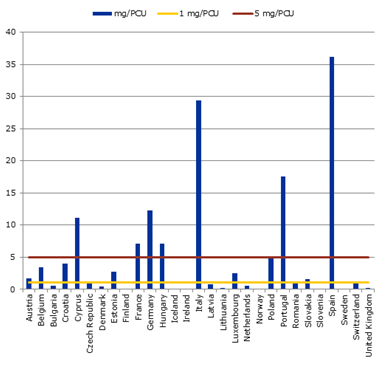 mg/PCU 1 mg/PCU 5 mg/PCU
40
35
30
25
20
15
10
5
0
Austria
Belgium
Bulgaria
Croatia
Cyprus
Czech Republic
Denmark
Estonia
Finland
France
Germany
Hungary
Iceland
Ireland
Italy
Latvia
Lithuania
Luxembourg
Netherlands
Norway
Poland
Portugal
Romania
Slovakia
Slovenia
Spain
Sweden
Switzerland
United Kingdom